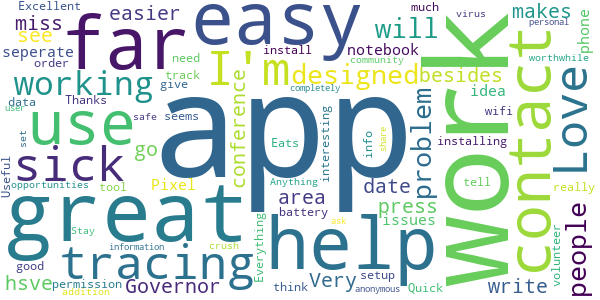 Excellent easier will much virus makes
miss see far easy install notebook phone personal
seperate order working I'm designed besides
need track community worthwhile
Thanks give problem idea
data use safe seems completely wifi
app work contact Love
sick go conference Eats interesting info date installing
set tool Pixel area press tell really
user battery issues
Useful opportunities great help share people
Stay tracing Everything Anything volunteer
hsve good permission Governor crush Very setup Quick write
information addition think ask anonymous